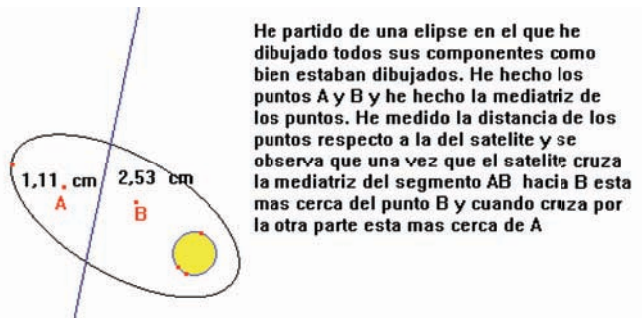 He partido de una elipse en el que he
dibujado todos sus componentes como
bien estaban dibujados. He hecho los
puntos A y B y he hecho la mediatriz de
los puntos. He medido la distancia de los
puntos respecto a la del satelite y se
observa que una vez que el satelite cruza
la mediatriz del segmento AB hacia B esta
mas cerca del punto B y cuando cruza por
la otra parte esta mas cerca de A
1,11 cm
2,53 cm
A
B